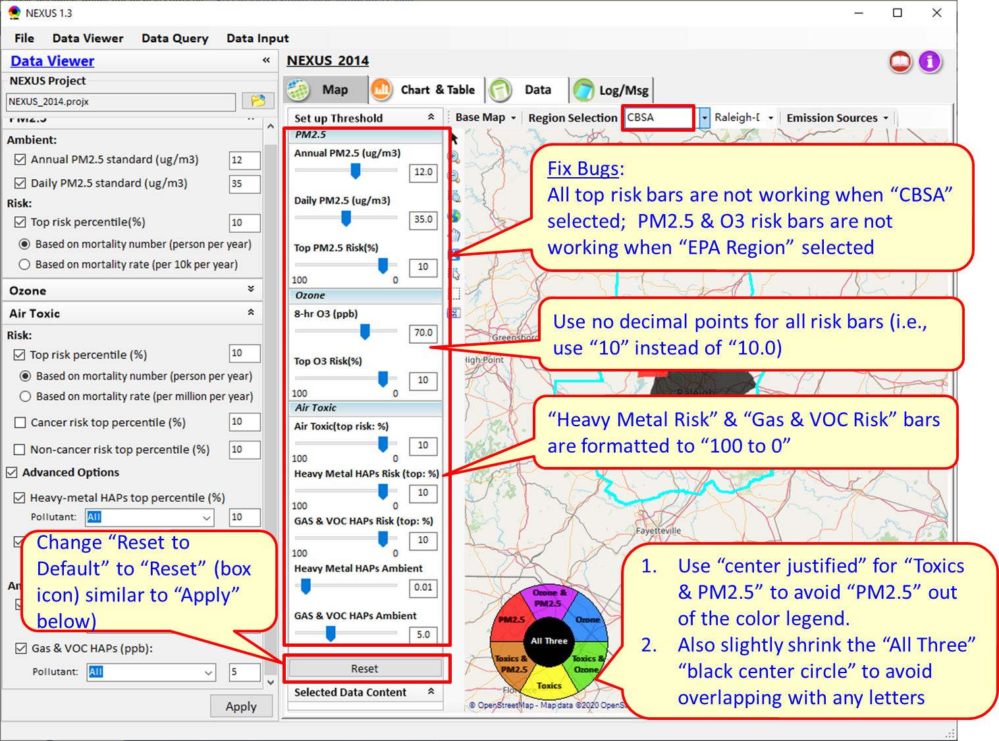 NEXUS 1.3
File Data Viewer Data Query Data Input
Data Viewer «
NEXUS Project
NEXUS_2014.projx
PM2.5
Ambient:
Annual PM2.5 standard (ug/m3) 12
Daily PM2.5 standard (ug/m3) 35
Risk:
Top risk percentile(%) 10
Based on mortality number (person per year)
Based on mortality rate (per 10k per year)
Ozone
Air Toxic
Risk:
Top risk percentile (%) 10
Based on mortality number (person per year)
Based on mortality rate (per million per year)
Cancer risk top percentile (%) 10
Non-cancer risk top percentile (%) 10
Advanced Options
Heavy-metal HAPs top percentile (%)
Pollutant: All 10
Change “Reset to
Default” to “Reset” (box
icon) similar to “Apply”
below)
Gas & VOC HAPs (ppb):
Pollutant: All 5
Apply
NEXUS_2014
Map Chart & Table Data Log/Msg
Set up Threshold
Base Map Region Selection CBSA Raleigh-D Emission Sources
PM2.5
Annual PM2.5 (ug/m3)
12.0
Daily PM2.5 (ug/m3)
35.0
Top PM2.5 Risk(%)
10
100 0
Ozone
8-hr O3 (ppb)
70.0
Top O3 Risk(%)
10
100 0
Air Toxic
Air Toxic(top risk: %)
10
100 0
Heavy Metal HAPs Risk (top: %)
10
100 0
GAS & VOC HAPs Risk (top: %)
10
100 0
Heavy Metal HAPs Ambient
0.01
GAS & VOC HAPs Ambient
5.0
Reset
Selected Data Content
Fix Bugs:
All top risk bars are not working when “CBSA”
selected; PM2.5 & O3 risk bars are not
working when “EPA Region” selected
Use no decimal points for all risk bars (i.e.,
use “10” instead of “10.0)
Greensboro
High Point
Raleigh
“Heavy Metal Risk” & “Gas & VOC Risk” bars
are formatted to “100 to 0”
Fayetteville
1. Use “center justified” for “Toxics
& PM2.5” to avoid “PM2.5” out
of the color legend.
2. Also slightly shrink the “All Three”
“black center circle” to avoid
overlapping with any letters
Ozone &
PM2.5
PM2.5
Ozone
All Three
Toxics &
PM2.5
Toxics &
Ozone
Toxics
Florence
© OpenStreetMap - Map data ©2020 OpenS